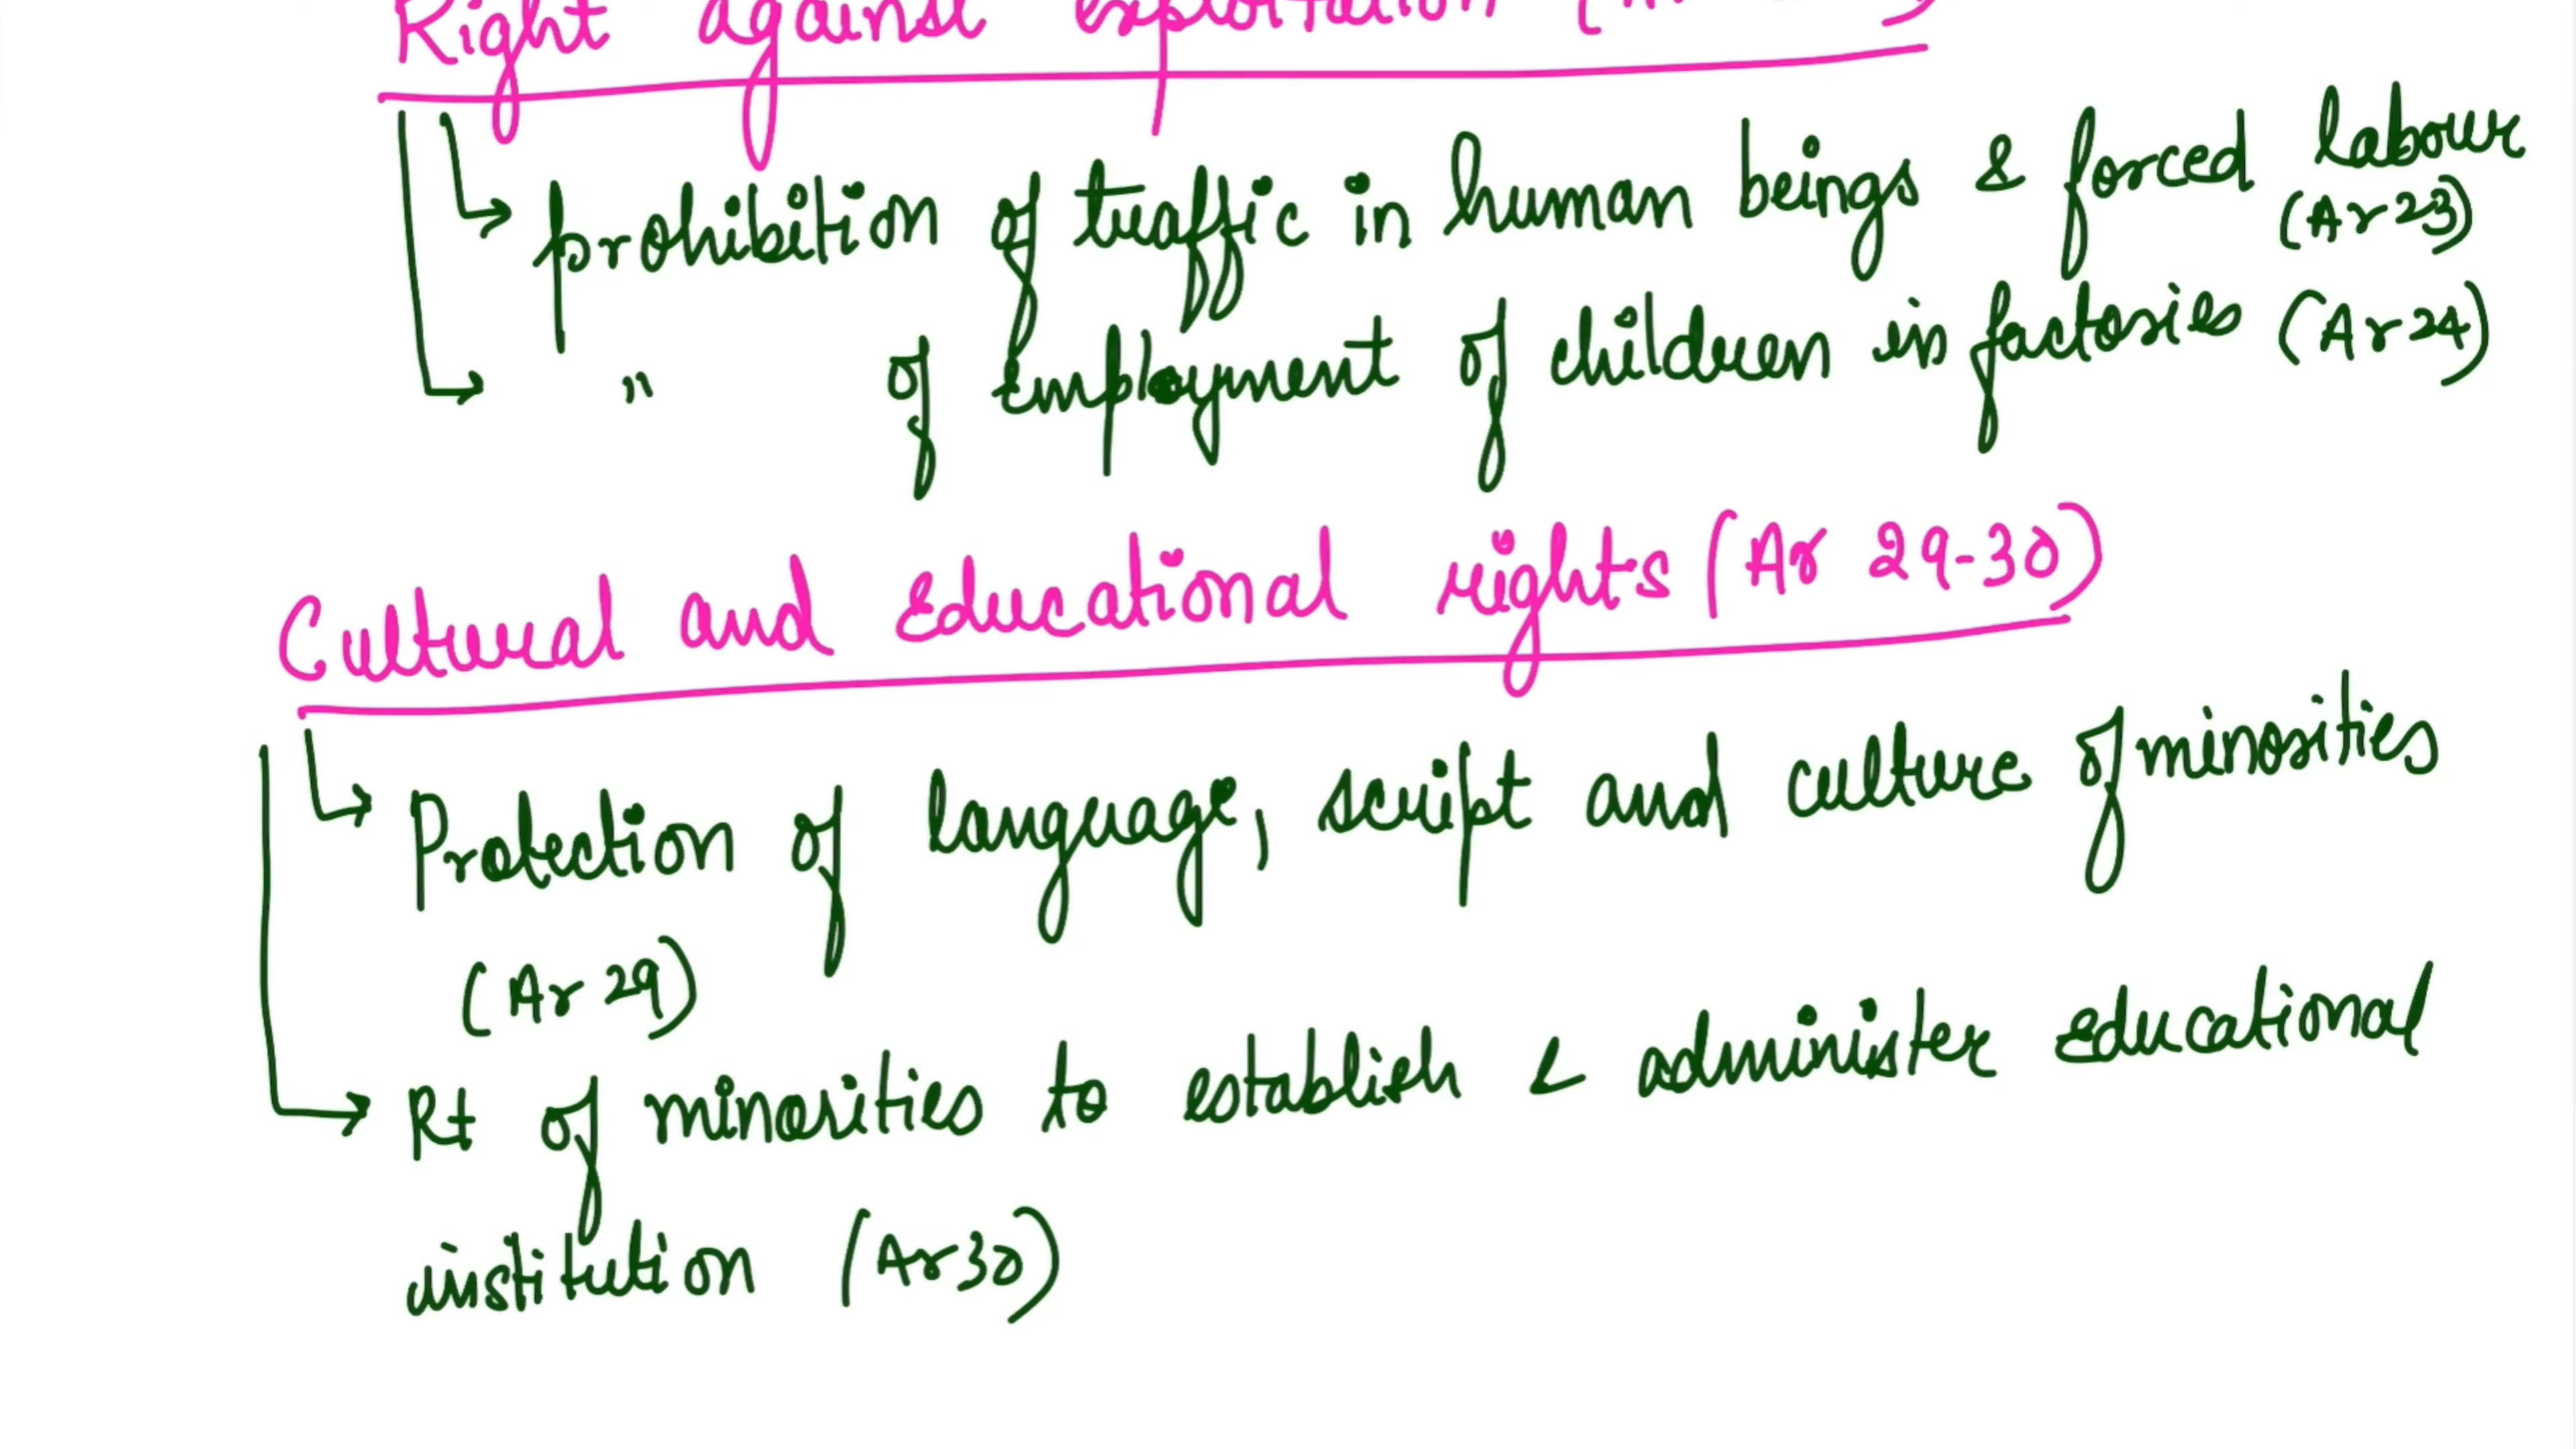 Right against exploitation (
prohibition of traffic in human beings & forced labour
(Ar 23)
" of employment of children in factories (Ar 24)
Cultural and Educational rights (Ar 29-30)
Protection of language, script and culture of minorities
(Ar 29)
Rt of minorities to establish & administer educational
institution (Ar 30)